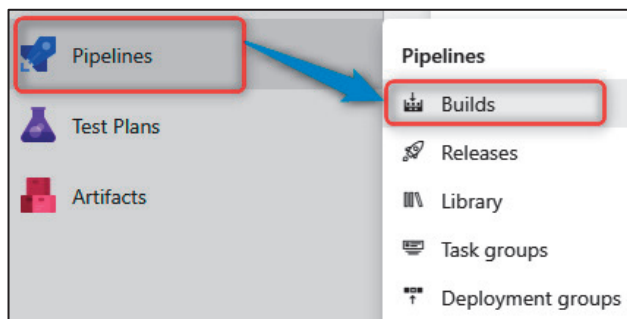 Pipelines
Test Plans
Artifacts
Pipelines
Builds
Releases
Library
Task groups
Deployment groups